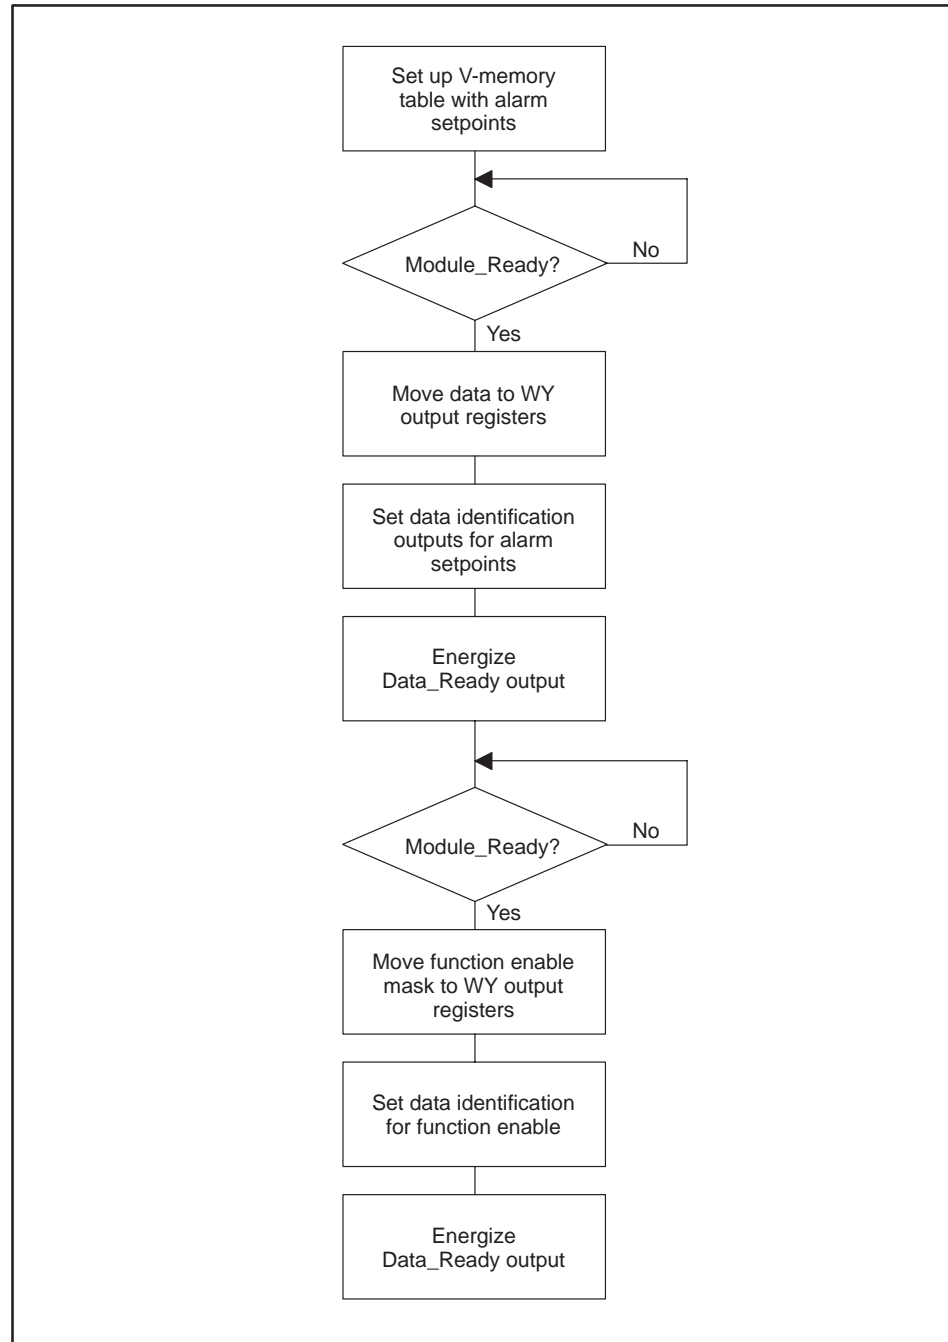 Set up V-memory
table with alarm
setpoints
Module_Ready?
No
Yes
Move data to WY
output registers
Set data identification
outputs for alarm
setpoints
Energize
Data_Ready output
Module_Ready?
No
Yes
Move function enable
mask to WY output
registers
Set data identification
for function enable
Energize
Data_Ready output